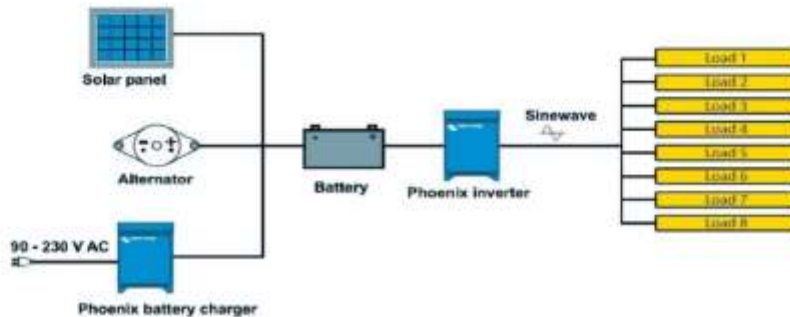 Solar panel
Alternator
90 - 230 V AC
Phoenix battery charger
Battery
Phoenix inverter
Sinewave
Load 1
Load 2
Load 3
Load 4
Load 5
Load 6
Load 7
Load 8